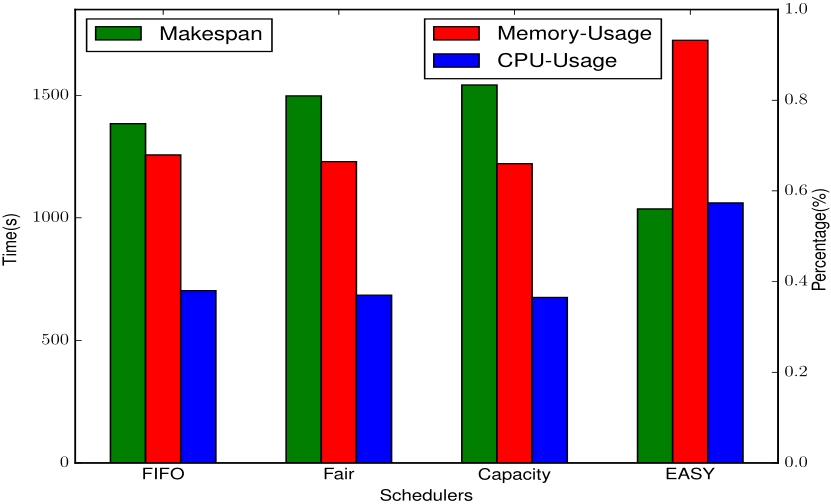 Makespan
Memory-Usage
CPU-Usage
Time(s)
1500
1000
500
0
1.0
0.8
0.6
0.4
0.2
0.0
Percentage(%)
FIFO Fair Capacity EASY
Schedulers